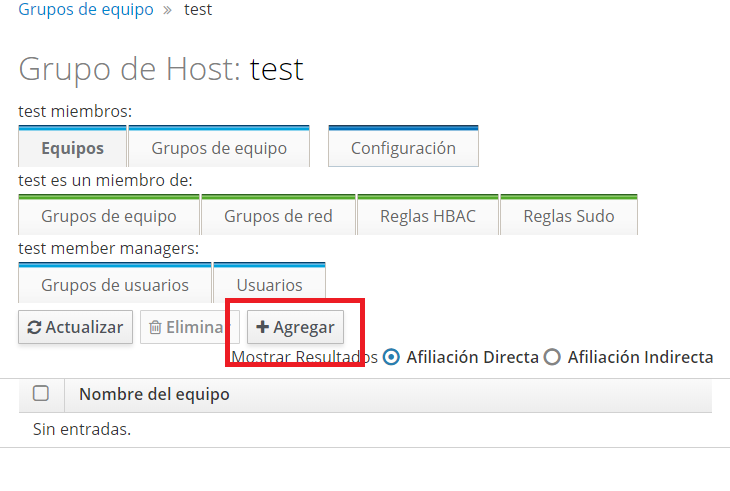 Grupos de equipo » test
Grupo de Host: test
test miembros:
Equipos Grupos de equipo Configuración
test es un miembro de:
Grupos de equipo Grupos de red Reglas HBAC Reglas Sudo
test member managers:
Grupos de usuarios Usuarios
Actualizar Eliminar Agregar
Mostrar Resultados Afiliación Directa Afiliación Indirecta
Nombre del equipo
Sin entradas.